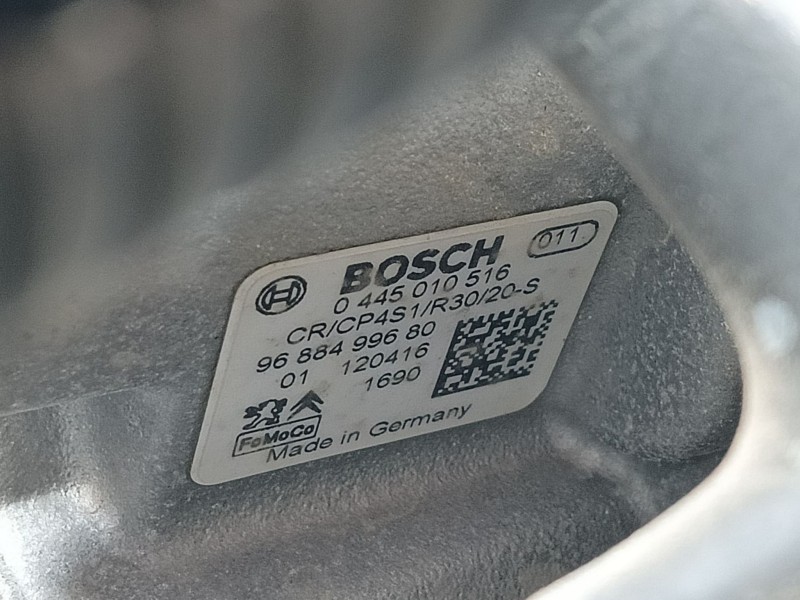 BOSCH 011
0 445 010 516
CR/CP4S1/R30/20-S
96 884 996 80
01 120416
1690
FoMoCo
Made in Germany